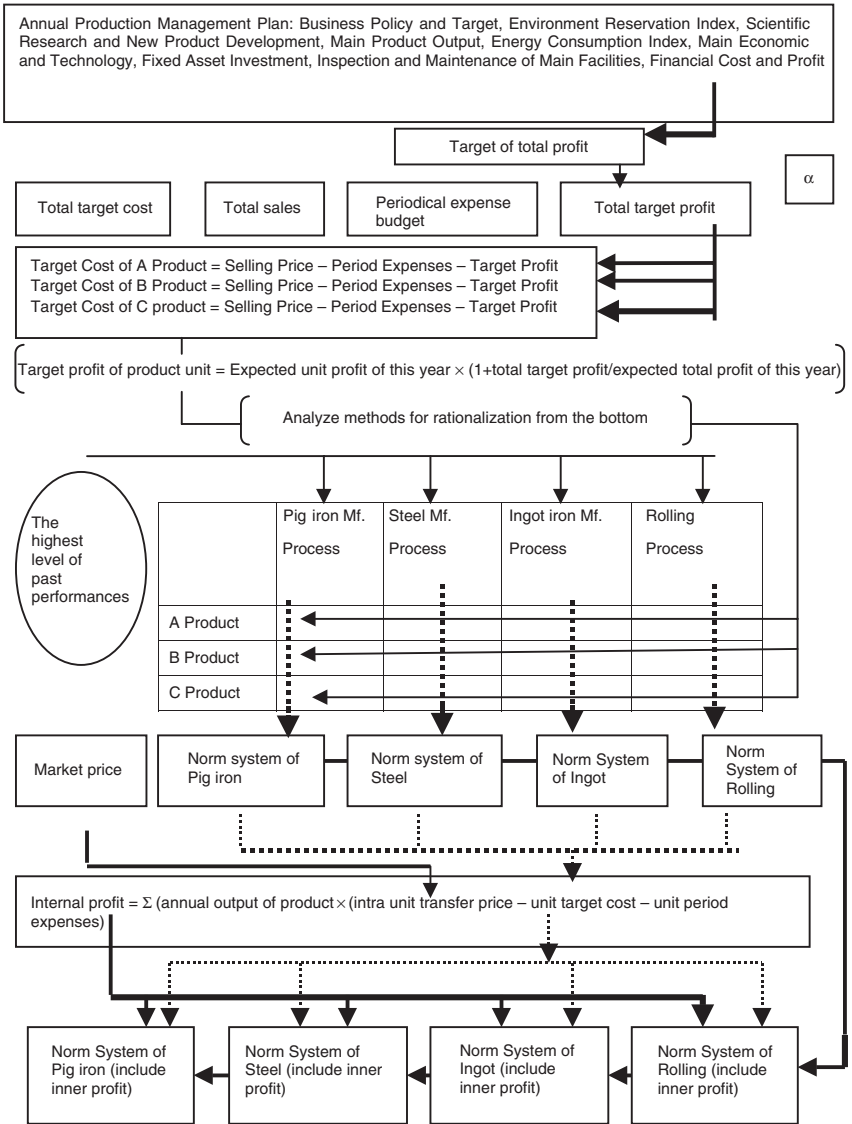 Annual Production Management Plan: Business Policy and Target, Environment Reservation Index, Scientific
Research and New Product Development, Main Product Output, Energy Consumption Index, Main Economic
and Technology, Fixed Asset Investment, Inspection and Maintenance of Main Facilities, Financial Cost and Profit
Target of total profit
α
Total target cost
Total sales
Periodical expense
budget
Total target profit
Target Cost of A Product = Selling Price – Period Expenses – Target Profit
Target Cost of B Product = Selling Price – Period Expenses – Target Profit
Target Cost of C product = Selling Price – Period Expenses – Target Profit
Target profit of product unit = Expected unit profit of this year × (1+total target profit/expected total profit of this year)
Analyze methods for rationalization from the bottom
The
highest
level of
past
performances
Pig iron Mf.
Process
Steel Mf.
Process
Ingot iron Mf.
Process
Rolling
Process
A Product
B Product
C Product
Market price
Norm system of
Pig iron
Norm system of
Steel
Norm System
of Ingot
Norm
System of
Rolling
Internal profit = Σ (annual output of product×(intra unit transfer price – unit target cost – unit period
expenses)
Norm System of
Pig iron (include
inner profit)
Norm System of
Steel (include inner
profit)
Norm System of
Ingot (include
inner profit)
Norm System of
Rolling (include
inner profit)